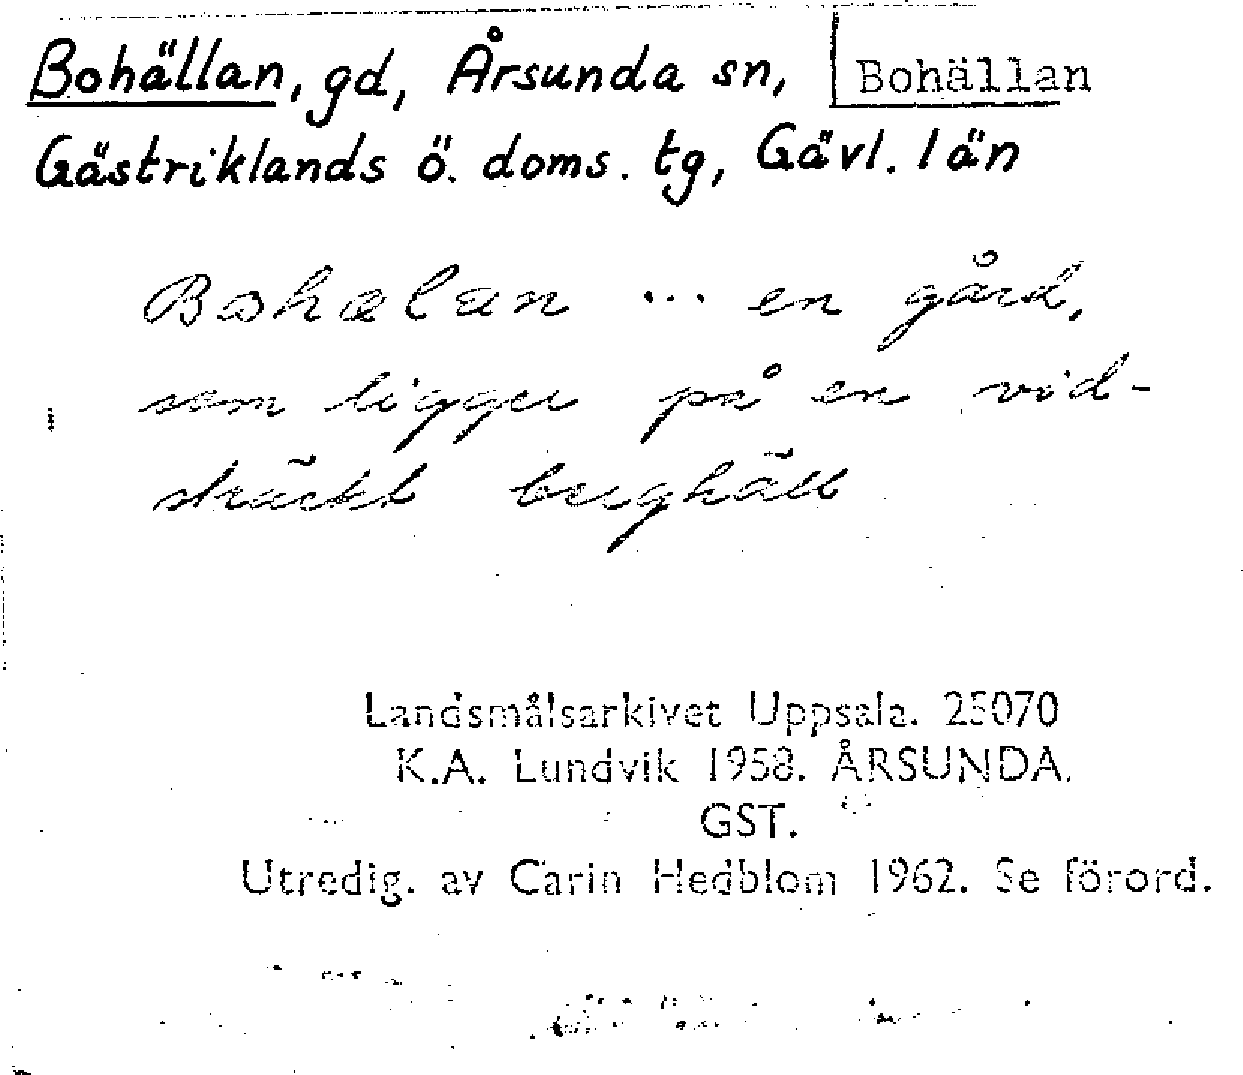 Bohällan, gd, Årsunda sn,
Bohällan
Gästriklands ö. doms. tg, Gävl. län
Bohælan ... en gård,
som ligger på en vid-
sträckt berghäll
Landsmålsarkivet Uppsala. 25070
K.A. Lundvik 1958. ÅRSUNDA.
GST.
Utredig. av Carin Hedblom 1962. Se förord.